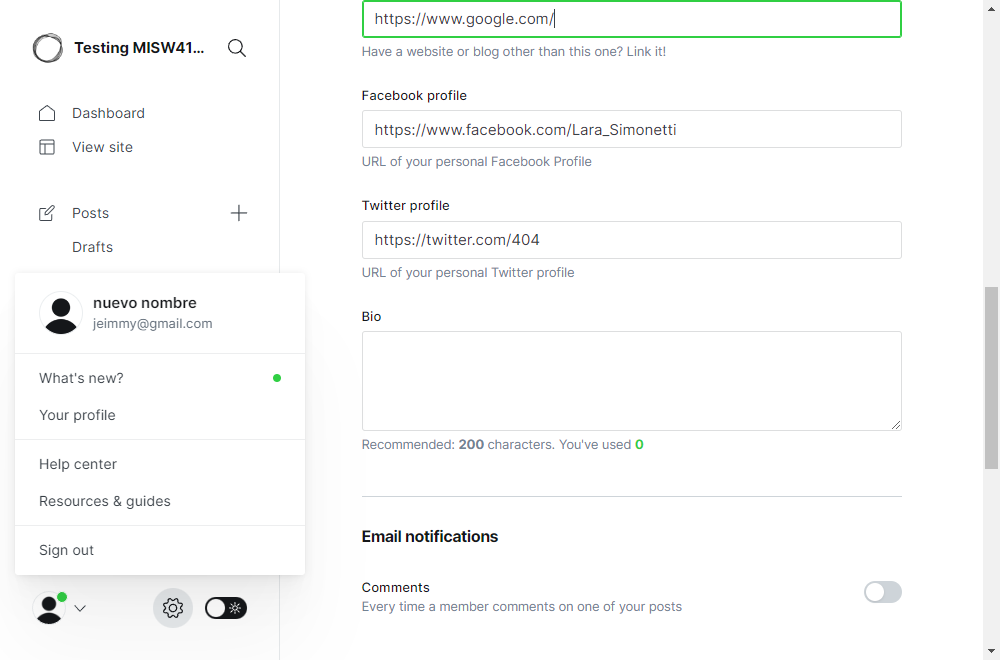 Testing MISW41...
Dashboard
View site
Posts
Drafts
nuevo nombre
jeimmy@gmail.com
What's new?
Your profile
Help center
Resources & guides
Sign out
https://www.google.com/
Have a website or blog other than this one? Link it!
Facebook profile
https://www.facebook.com/Lara_Simonetti
URL of your personal Facebook Profile
Twitter profile
https://twitter.com/404
URL of your personal Twitter profile
Bio
Recommended: 200 characters. You've used 0
Email notifications
Comments
Every time a member comments on one of your posts